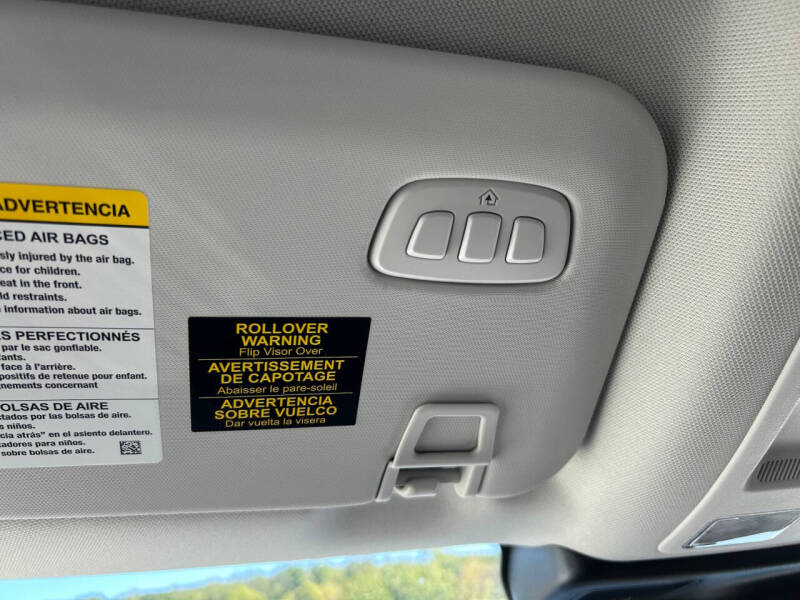 ADVERTENCIA
CED AIR BAGS
sly injured by the air bag.
ce for children.
eat in the front.
ld restraints.
information about air bags.
S PERFECTIONNÉS
par le sac gonflable.
fants.
face à l'arrière.
positifs de retenue pour enfant.
gnements concernant
BOLSAS DE AIRE
ctados por las bolsas de aire.
s niños.
cia atrás" en el asiento delantero.
tadores para niños.
sobre bolsas de aire.
ROLLOVER
WARNING
Flip Visor Over
AVERTISSEMENT
DE CAPOTAGE
Abaisser le pare-soleil
ADVERTENCIA
SOBRE VUELCO
Dar vuelta la visera